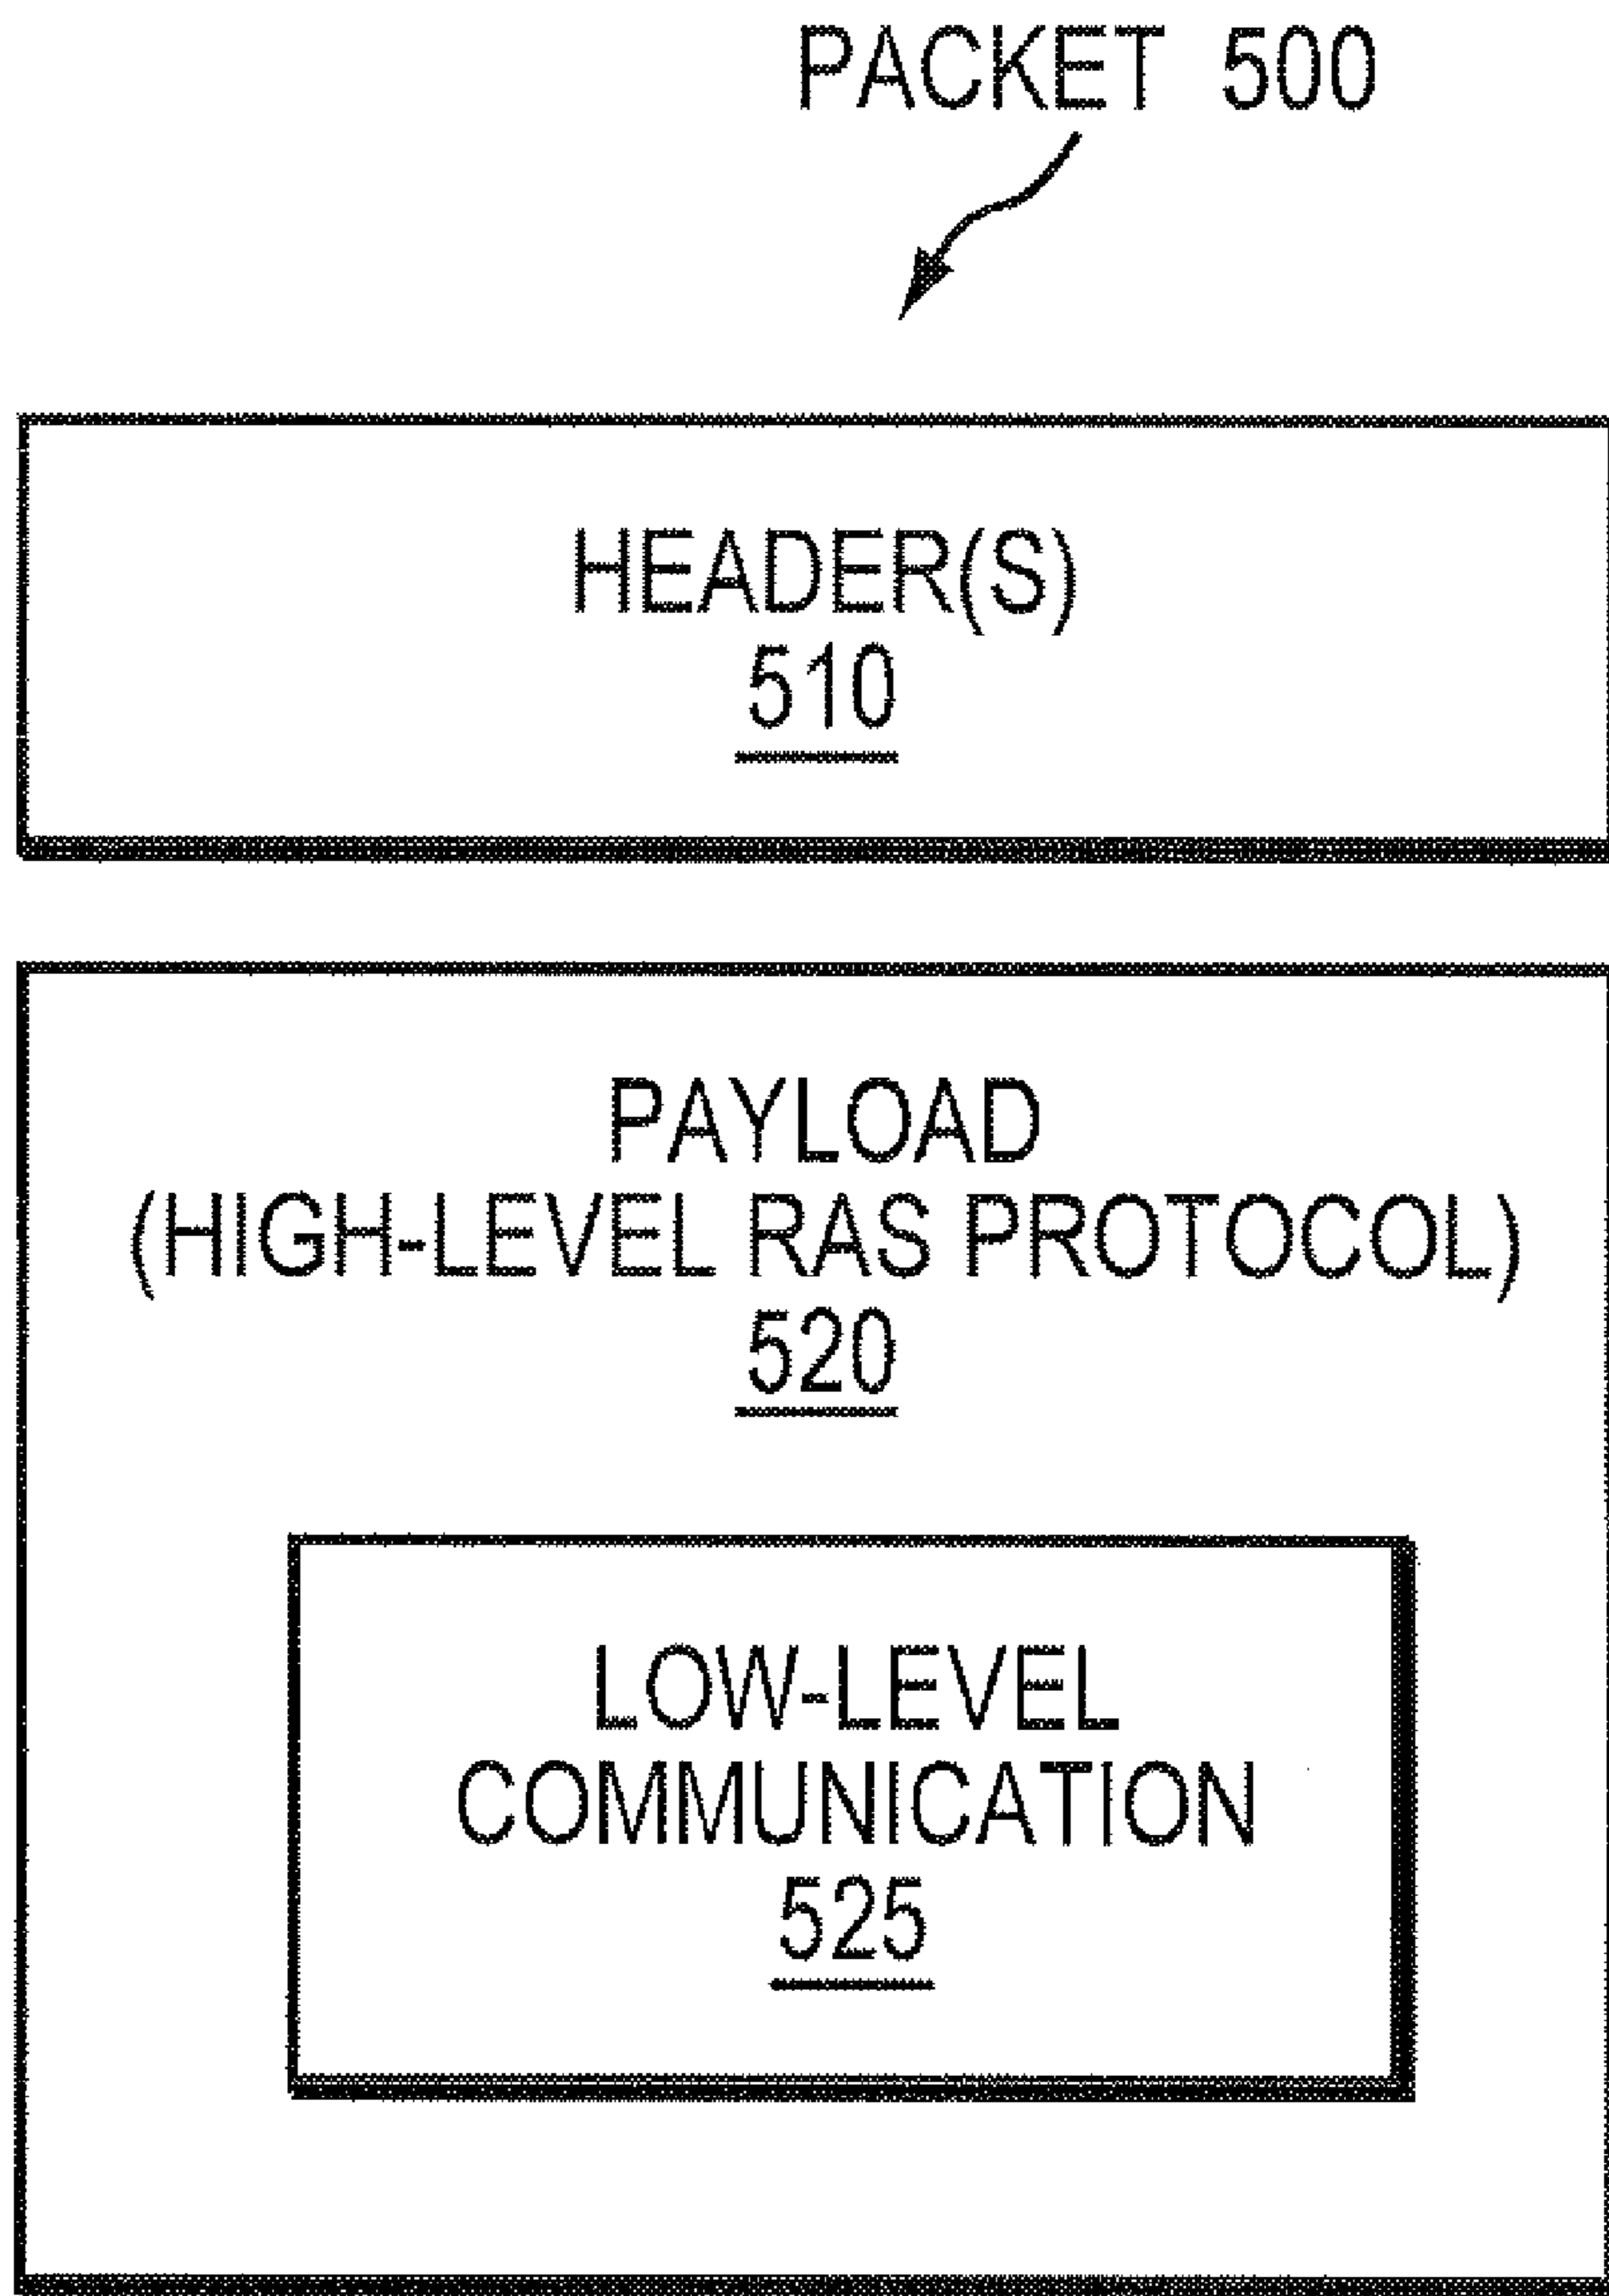 PACKET 500
HEADER(S)
510
PAYLOAD
(HIGH-LEVEL RAS PROTOCOL)
520
LOW-LEVEL
COMMUNICATION
525